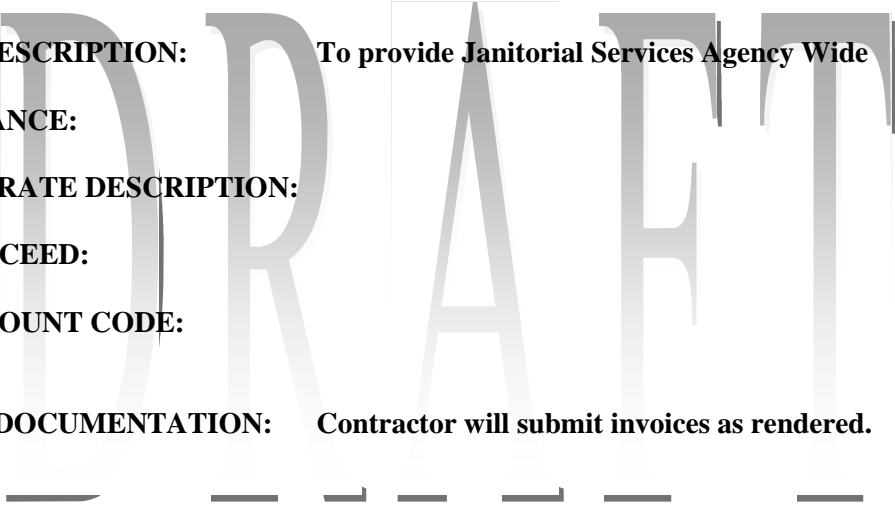 DRAFT
ESCRIPTION: To provide Janitorial Services Agency Wide
ANCE:
RATE DESCRIPTION:
CEED:
OUNT CODE:
DOCUMENTATION: Contractor will submit invoices as rendered.